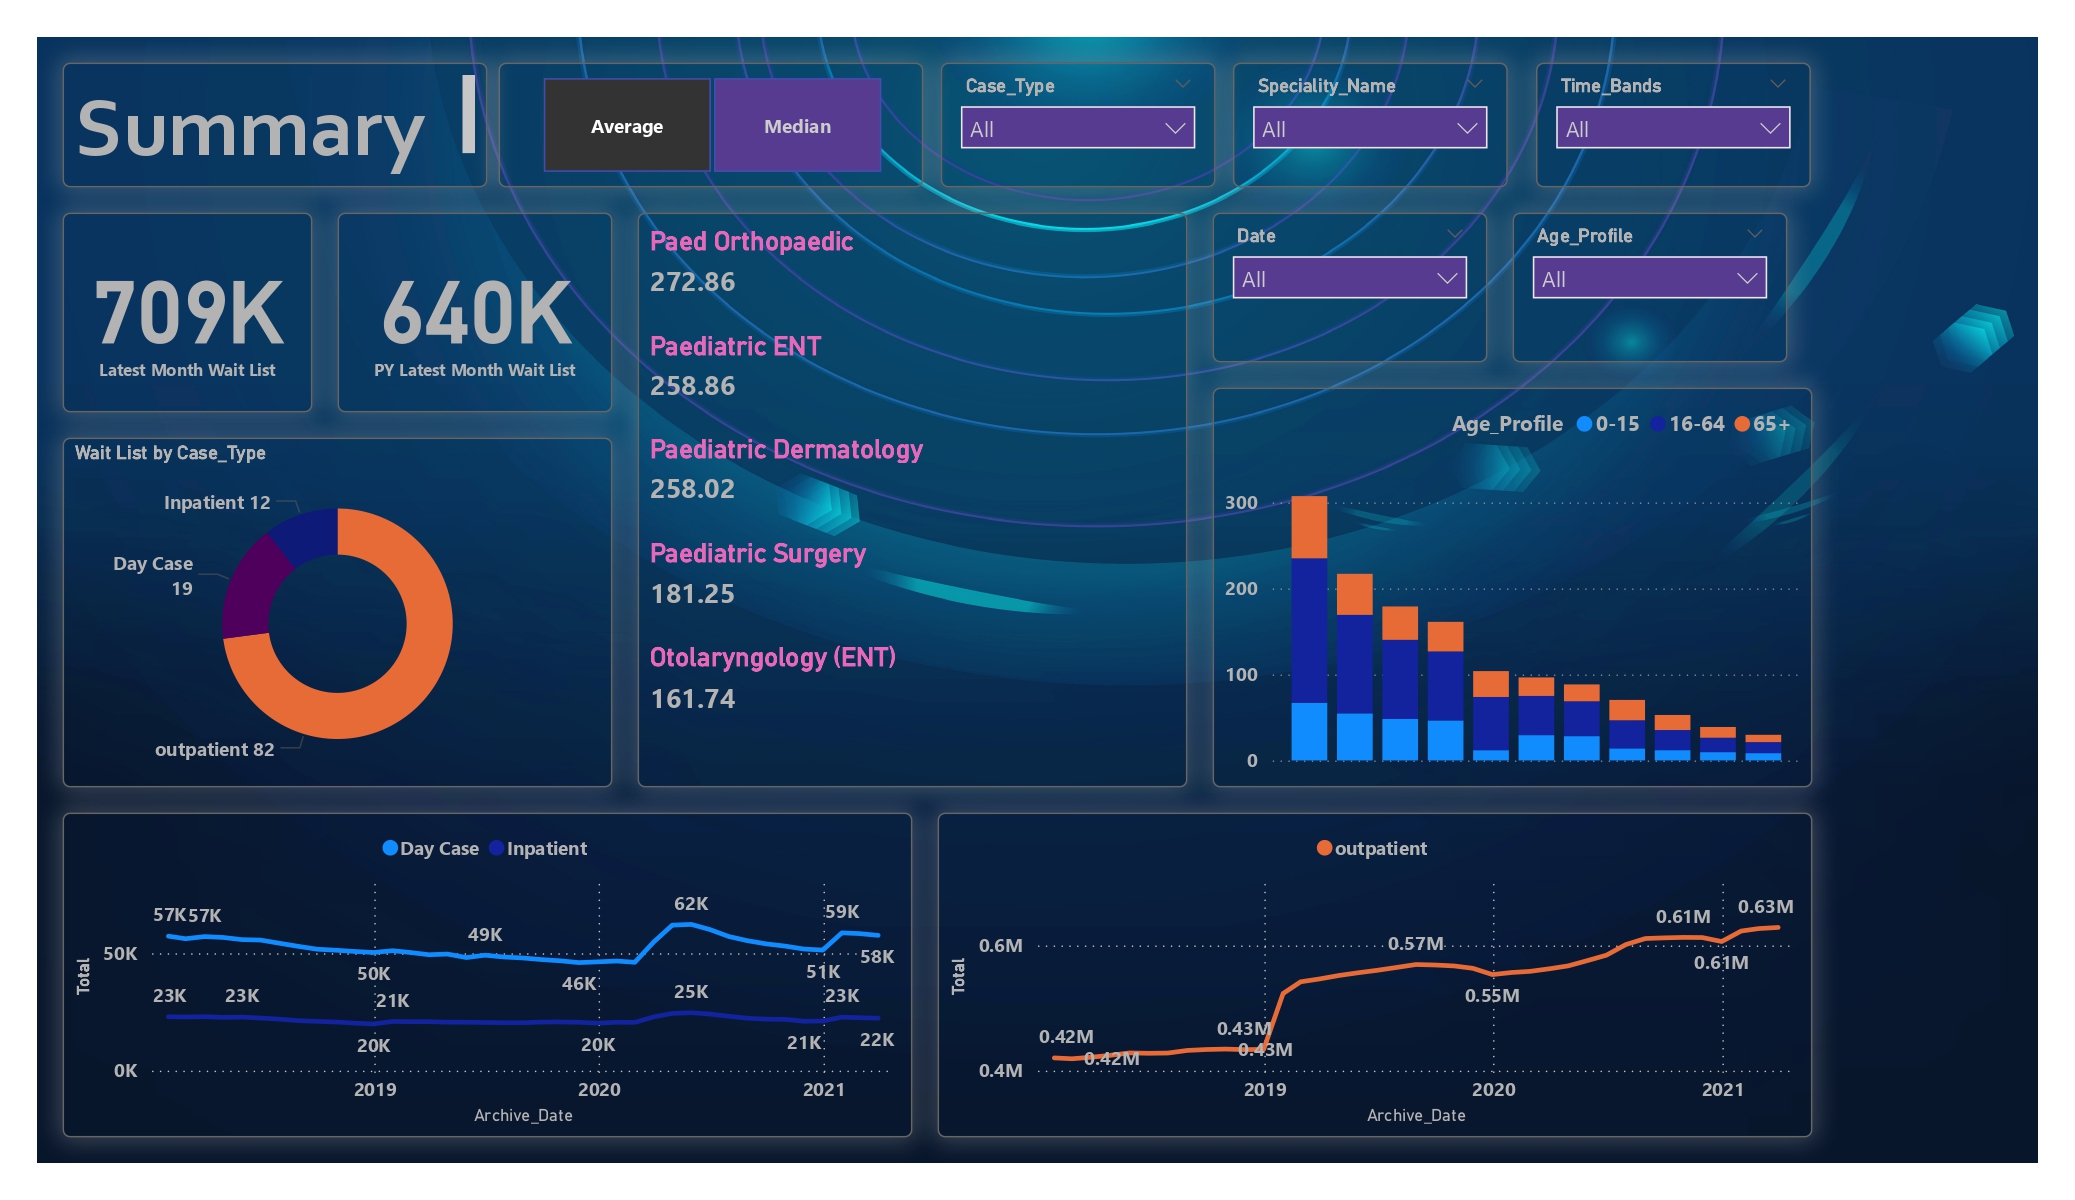 Summary
Average
Median
Case_Type
All
Speciality_Name
All
Time_Bands
All
709K
Latest Month Wait List
640K
PY Latest Month Wait List
Paed Orthopaedic
272.86
Paediatric ENT
258.86
Paediatric Dermatology
258.02
Paediatric Surgery
181.25
Otolaryngology (ENT)
161.74
Date
All
Age_Profile
All
Wait List by Case_Type
Inpatient 12
Day Case
19
outpatient 82
Age_Profile 0-15 16-64 65+
300
200
100
0
Day Case Inpatient
Total
50K
0K
57K 57K
49K
62K
59K
50K
46K
51K
58K
23K
23K
21K
25K
23K
20K
20K
21K
22K
2019
2020
2021
Archive_Date
outpatient
Total
0.6M
0.4M
0.42M
0.42M
0.43M
0.43M
0.57M
0.55M
0.61M
0.61M
0.63M
2019
2020
2021
Archive_Date